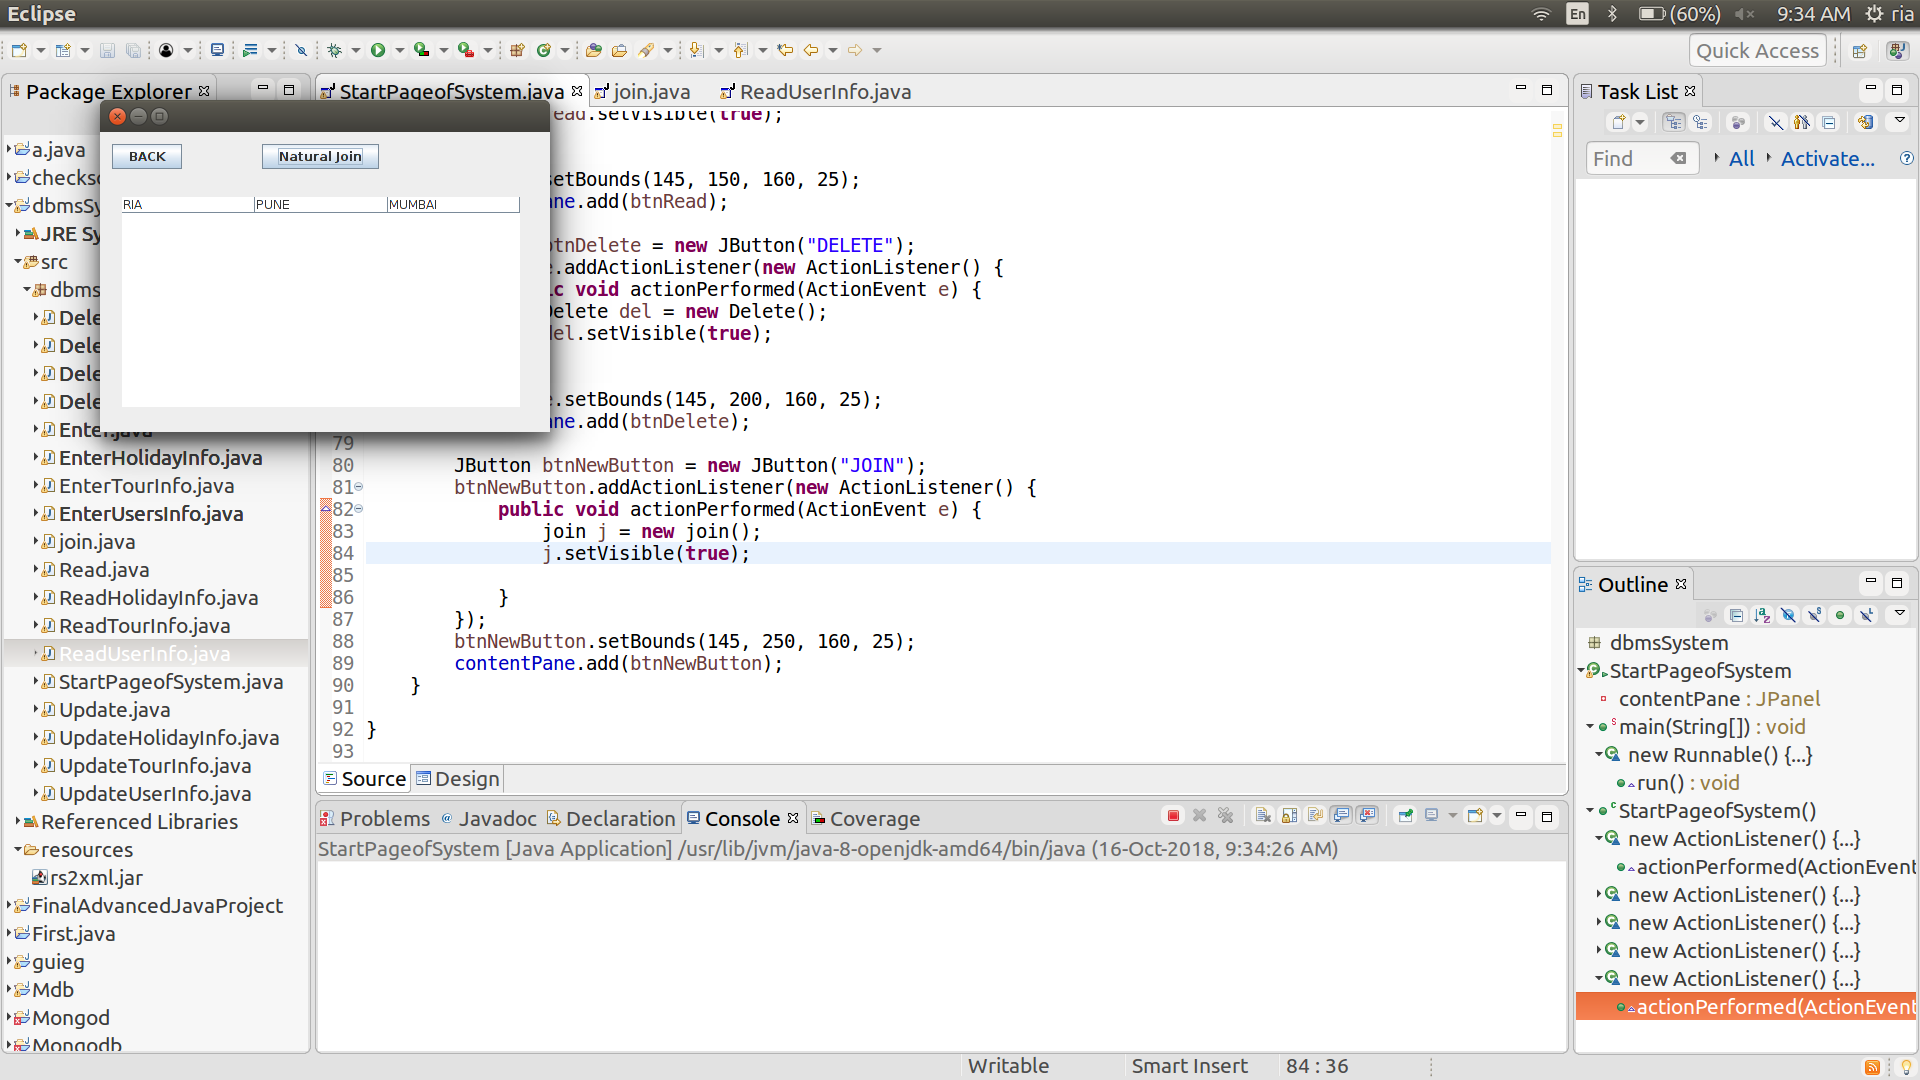 Eclipse
En
(60%)
9:34 AM
ria
Quick Access
Package Explorer
StartPageofSystem.java
join.java
ReadUserInfo.java
Task List
BACK
Natural Join
RIA PUNE MUMBAI
a.java
dbmsSy
JRE Sy
src
dbms
Dele
Dele
Dele
Dele
Enter.java
EnterHolidayInfo.java
EnterTourInfo.java
EnterUsersInfo.java
join.java
Read.java
ReadHolidayInfo.java
ReadTourInfo.java
ReadUserInfo.java
StartPageofSystem.java
Update.java
UpdateHolidayInfo.java
UpdateTourInfo.java
UpdateUserInfo.java
Referenced Libraries
resources
rs2xml.jar
FinalAdvancedJavaProject
First.java
guieg
Mdb
Mongod
Mongodb
ead.setVisible(true);
setBounds(145, 150, 160, 25);
ne.add(btnRead);
tnDelete = new JButton("DELETE");
e.addActionListener(new ActionListener() {
ic void actionPerformed(ActionEvent e) {
Delete del = new Delete();
del.setVisible(true);
e.setBounds(145, 200, 160, 25);
ne.add(btnDelete);
79
80 JButton btnNewButton = new JButton("JOIN");
81 btnNewButton.addActionListener(new ActionListener() {
82 public void actionPerformed(ActionEvent e) {
83 join j = new join();
84 j.setVisible(true);
85
86 }
87 });
88 btnNewButton.setBounds(145, 250, 160, 25);
89 contentPane.add(btnNewButton);
90 }
91
92 }
93
Source Design
Problems Javadoc Declaration Console Coverage
StartPageofSystem [Java Application] /usr/lib/jvm/java-8-openjdk-amd64/bin/java (16-Oct-2018, 9:34:26 AM)
Find All Activate...
Outline
dbmsSystem
StartPageofSystem
contentPane : JPanel
main(String[]) : void
new Runnable() {...}
run() : void
StartPageofSystem()
new ActionListener() {...}
actionPerformed(ActionEvent
new ActionListener() {...}
new ActionListener() {...}
new ActionListener() {...}
new ActionListener() {...}
actionPerformed(ActionEvent
Writable Smart Insert 84 : 36